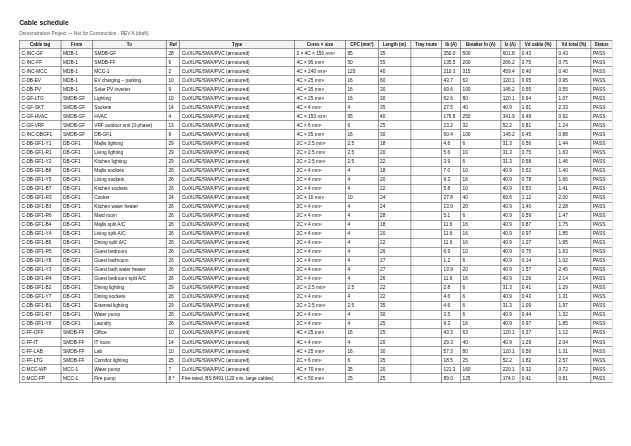 Cable schedule
Demonstration Project — Not for Construction · REV A (draft)
Cable tag From To Ref Type Cores × size CPC (mm²) Length (m) Tray route Ib (A) Breaker In (A) Iz (A) Vd cable (%) Vd total (%) Status
C-INC-GF MDB-1 SMDB-GF 28 Cu/XLPE/SWA/PVC (armoured) 2 × 4C × 150 mm² 95 35 350.0 500 601.8 0.43 0.43 PASS
C-INC-FF MDB-1 SMDB-FF 6 Cu/XLPE/SWA/PVC (armoured) 4C × 95 mm² 50 55 135.5 200 266.2 0.75 0.75 PASS
C-INC-MCC MDB-1 MCC-1 2 Cu/XLPE/SWA/PVC (armoured) 4C × 240 mm² 120 40 210.0 315 459.4 0.40 0.40 PASS
C-DB-EV MDB-1 EV charging – parking 10 Cu/XLPE/SWA/PVC (armoured) 4C × 25 mm² 16 60 43.7 63 120.1 0.95 0.95 PASS
C-DB-PV MDB-1 Solar PV inverter 9 Cu/XLPE/SWA/PVC (armoured) 4C × 35 mm² 16 30 69.6 100 146.2 0.55 0.55 PASS
C-GF-LTG SMDB-GF Lighting 10 Cu/XLPE/SWA/PVC (armoured) 4C × 25 mm² 16 30 62.6 80 120.1 0.64 1.07 PASS
C-GF-SKT SMDB-GF Sockets 14 Cu/XLPE/SWA/PVC (armoured) 4C × 4 mm² 4 35 27.5 40 40.9 1.91 2.33 PASS
C-GF-HVAC SMDB-GF HVAC 4 Cu/XLPE/SWA/PVC (armoured) 4C × 150 mm² 95 40 176.8 250 341.9 0.49 0.92 PASS
C-GF-VRF SMDB-GF VRF outdoor unit (3-phase) 13 Cu/XLPE/SWA/PVC (armoured) 4C × 6 mm² 6 25 23.2 32 52.2 0.81 1.24 PASS
C-INC-DBGF1 SMDB-GF DB-GF1 9 Cu/XLPE/SWA/PVC (armoured) 4C × 35 mm² 16 30 60.4 100 146.2 0.45 0.88 PASS
C-DB-GF1-Y1 DB-GF1 Majlis lighting 29 Cu/XLPE/SWA/PVC (armoured) 2C × 2.5 mm² 2.5 18 4.6 6 31.3 0.56 1.44 PASS
C-DB-GF1-R1 DB-GF1 Living lighting 29 Cu/XLPE/SWA/PVC (armoured) 2C × 2.5 mm² 2.5 20 5.6 10 31.3 0.75 1.63 PASS
C-DB-GF1-Y2 DB-GF1 Kitchen lighting 29 Cu/XLPE/SWA/PVC (armoured) 2C × 2.5 mm² 2.5 22 3.9 6 31.3 0.58 1.46 PASS
C-DB-GF1-B6 DB-GF1 Majlis sockets 26 Cu/XLPE/SWA/PVC (armoured) 2C × 4 mm² 4 18 7.0 10 40.9 0.52 1.40 PASS
C-DB-GF1-Y5 DB-GF1 Living sockets 26 Cu/XLPE/SWA/PVC (armoured) 2C × 4 mm² 4 20 9.3 16 40.9 0.78 1.66 PASS
C-DB-GF1-B7 DB-GF1 Kitchen sockets 26 Cu/XLPE/SWA/PVC (armoured) 2C × 4 mm² 4 22 5.8 10 40.9 0.53 1.41 PASS
C-DB-GF1-R3 DB-GF1 Cooker 24 Cu/XLPE/SWA/PVC (armoured) 2C × 10 mm² 10 24 27.8 40 69.6 1.12 2.00 PASS
C-DB-GF1-B3 DB-GF1 Kitchen water heater 26 Cu/XLPE/SWA/PVC (armoured) 2C × 4 mm² 4 24 13.9 20 40.9 1.40 2.28 PASS
C-DB-GF1-R6 DB-GF1 Maid room 26 Cu/XLPE/SWA/PVC (armoured) 2C × 4 mm² 4 28 5.1 6 40.9 0.59 1.47 PASS
C-DB-GF1-B4 DB-GF1 Majlis split A/C 26 Cu/XLPE/SWA/PVC (armoured) 2C × 4 mm² 4 18 11.6 16 40.9 0.87 1.75 PASS
C-DB-GF1-Y4 DB-GF1 Living split A/C 26 Cu/XLPE/SWA/PVC (armoured) 2C × 4 mm² 4 20 11.6 16 40.9 0.97 1.85 PASS
C-DB-GF1-B5 DB-GF1 Dining split A/C 26 Cu/XLPE/SWA/PVC (armoured) 2C × 4 mm² 4 22 11.6 16 40.9 1.07 1.95 PASS
C-DB-GF1-R5 DB-GF1 Guest bedroom 26 Cu/XLPE/SWA/PVC (armoured) 2C × 4 mm² 4 26 6.9 10 40.9 0.75 1.63 PASS
C-DB-GF1-Y8 DB-GF1 Guest bathroom 26 Cu/XLPE/SWA/PVC (armoured) 2C × 4 mm² 4 27 1.2 6 40.9 0.14 1.02 PASS
C-DB-GF1-Y3 DB-GF1 Guest bath water heater 26 Cu/XLPE/SWA/PVC (armoured) 2C × 4 mm² 4 27 13.9 20 40.9 1.57 2.45 PASS
C-DB-GF1-R4 DB-GF1 Guest bedroom split A/C 26 Cu/XLPE/SWA/PVC (armoured) 2C × 4 mm² 4 26 11.6 16 40.9 1.26 2.14 PASS
C-DB-GF1-B2 DB-GF1 Dining lighting 29 Cu/XLPE/SWA/PVC (armoured) 2C × 2.5 mm² 2.5 22 2.8 6 31.3 0.41 1.29 PASS
C-DB-GF1-Y7 DB-GF1 Dining sockets 26 Cu/XLPE/SWA/PVC (armoured) 2C × 4 mm² 4 22 4.6 6 40.9 0.43 1.31 PASS
C-DB-GF1-B1 DB-GF1 External lighting 29 Cu/XLPE/SWA/PVC (armoured) 2C × 2.5 mm² 2.5 35 4.6 6 31.3 1.09 1.97 PASS
C-DB-GF1-R7 DB-GF1 Water pump 26 Cu/XLPE/SWA/PVC (armoured) 2C × 4 mm² 4 30 3.5 6 40.9 0.44 1.32 PASS
C-DB-GF1-Y6 DB-GF1 Laundry 26 Cu/XLPE/SWA/PVC (armoured) 2C × 4 mm² 4 25 9.3 16 40.9 0.97 1.85 PASS
C-FF-OFF SMDB-FF Office 10 Cu/XLPE/SWA/PVC (armoured) 4C × 25 mm² 16 25 43.3 63 120.1 0.37 1.12 PASS
C-FF-IT SMDB-FF IT room 14 Cu/XLPE/SWA/PVC (armoured) 4C × 4 mm² 4 20 29.3 40 40.9 1.29 2.04 PASS
C-FF-LAB SMDB-FF Lab 10 Cu/XLPE/SWA/PVC (armoured) 4C × 25 mm² 16 30 57.3 80 120.1 0.56 1.31 PASS
C-FF-LTG SMDB-FF Corridor lighting 25 Cu/XLPE/SWA/PVC (armoured) 2C × 6 mm² 6 35 18.5 25 52.2 1.82 2.57 PASS
C-MCC-WP MCC-1 Water pump 7 Cu/XLPE/SWA/PVC (armoured) 4C × 70 mm² 35 20 121.3 160 220.1 0.32 0.72 PASS
C-MCC-FP MCC-1 Fire pump 8 * Fire-rated, BS 8491 (120 min, large cables) 4C × 50 mm² 25 25 89.0 125 174.0 0.41 0.81 PASS